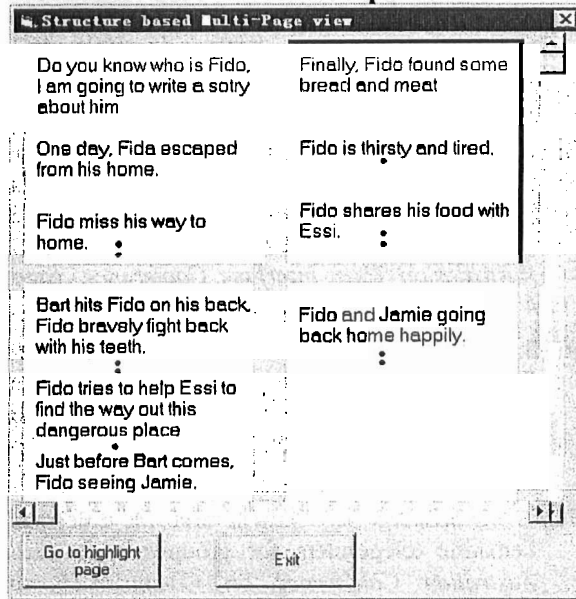 Structure based Multi-Page view
Do you know who is Fido,
I am going to write a sotry
about him
One day, Fida escaped
from his home.
Fido miss his way to
home.
Finally, Fido found some
bread and meat
Fido is thirsty and tired.
Fido shares his food with
Essi.
Bart hits Fido on his back.
Fido bravely fight back
with his teeth.
Fido tries to help Essi to
find the way out this
dangerous place
Just before Bart comes,
Fido seeing Jamie.
Fido and Jamie going
back home happily.
Go to highlight
page
Exit